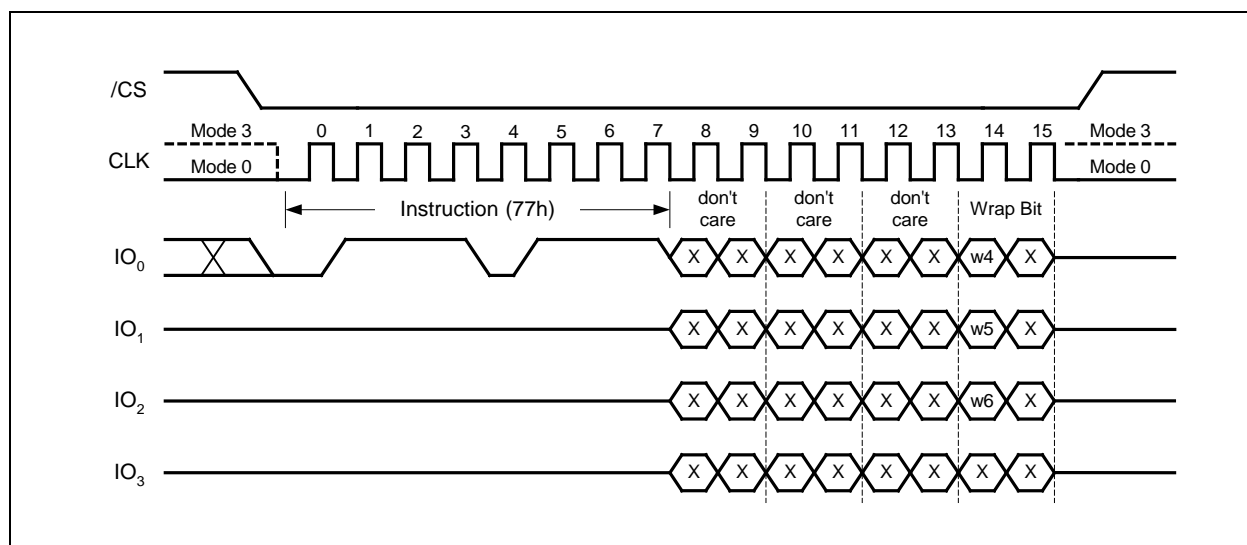 /CS
Mode 3 0 1 2 3 4 5 6 7 8 9 10 11 12 13 14 15 Mode 3
CLK
Mode 0 Mode 0
Instruction (77h) don't care don't care don't care Wrap Bit
IO0 X X X X X X w4 X
IO1 X X X X X X w5 X
IO2 X X X X X X w6 X
IO3 X X X X X X X X